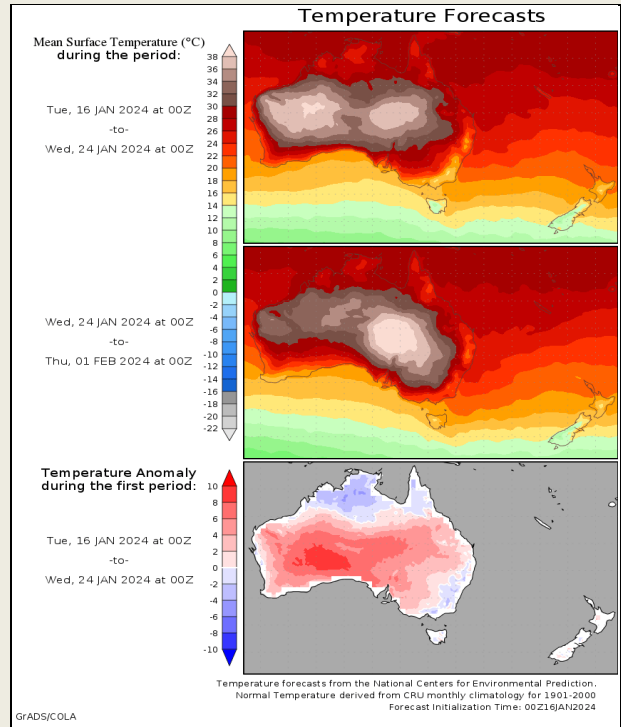 Temperature Forecasts
Mean Surface Temperature (°C)
during the period:
38
36
34
32
30
28
26
24
22
20
18
16
14
12
10
8
6
4
2
0
-2
-4
-6
-8
-10
-12
-14
-16
-18
-20
-22
Tue, 16 JAN 2024 at 00Z
-to-
Wed, 24 JAN 2024 at 00Z
Wed, 24 JAN 2024 at 00Z
-to-
Thu, 01 FEB 2024 at 00Z
Temperature Anomaly
during the first period:
10
8
6
4
2
0
-2
-4
-6
-8
-10
Tue, 16 JAN 2024 at 00Z
-to-
Wed, 24 JAN 2024 at 00Z
Temperature forecasts from the National Centers for Environmental Prediction.
Normal Temperature derived from CRU monthly climatology for 1901-2000
Forecast Initialization Time: 00Z16JAN2024
GrADS/COLA